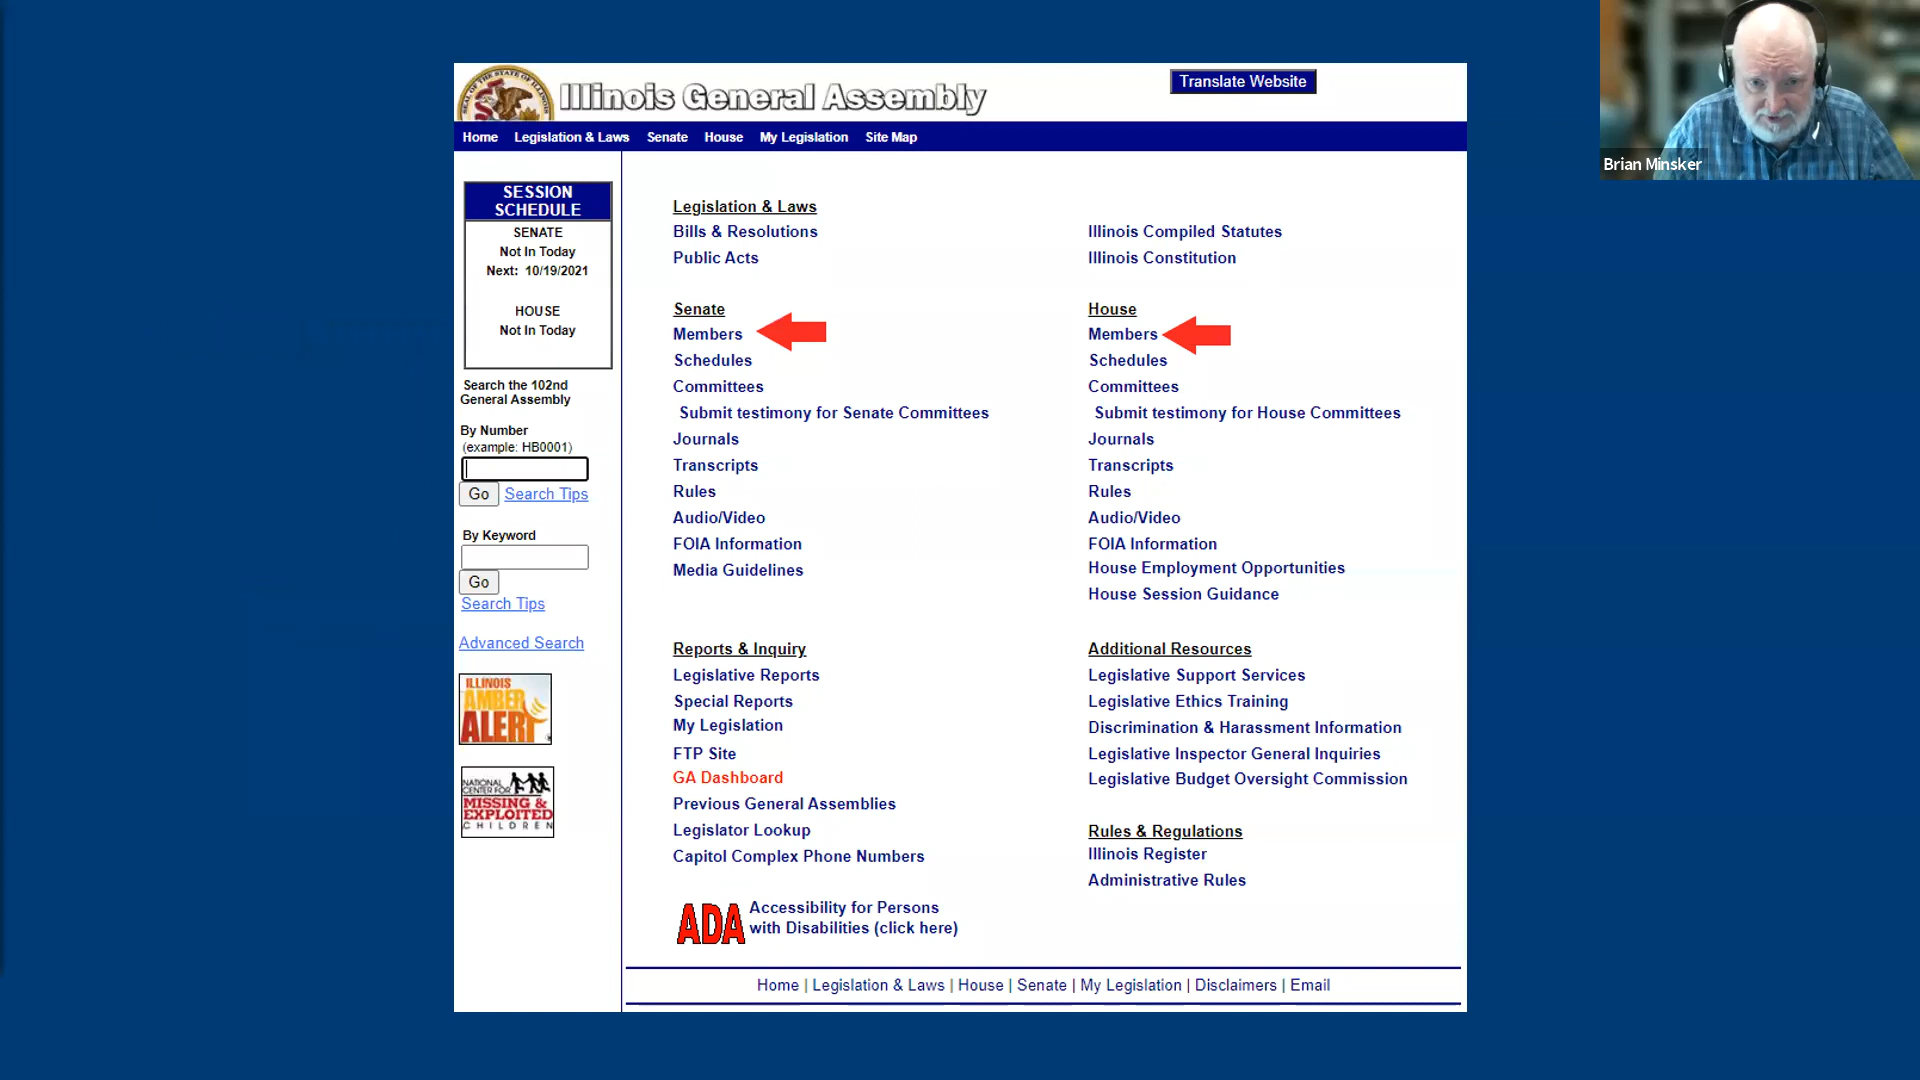 Illinois General Assembly
Translate Website
Home Legislation & Laws Senate House My Legislation Site Map
SESSION
SCHEDULE
SENATE
Not In Today
Next: 10/19/2021
HOUSE
Not In Today
Search the 102nd
General Assembly
By Number
(example: HB0001)
Go Search Tips
By Keyword
Go
Search Tips
Advanced Search
ILLINOIS
AMBER
ALERT
NATIONAL
CENTER FOR
MISSING &
EXPLOITED
CHILDREN
Legislation & Laws
Bills & Resolutions
Public Acts
Illinois Compiled Statutes
Illinois Constitution
Senate
Members
Schedules
Committees
Submit testimony for Senate Committees
Journals
Transcripts
Rules
Audio/Video
FOIA Information
Media Guidelines
House
Members
Schedules
Committees
Submit testimony for House Committees
Journals
Transcripts
Rules
Audio/Video
FOIA Information
House Employment Opportunities
House Session Guidance
Reports & Inquiry
Legislative Reports
Special Reports
My Legislation
FTP Site
GA Dashboard
Previous General Assemblies
Legislator Lookup
Capitol Complex Phone Numbers
Additional Resources
Legislative Support Services
Legislative Ethics Training
Discrimination & Harassment Information
Legislative Inspector General Inquiries
Legislative Budget Oversight Commission
Rules & Regulations
Illinois Register
Administrative Rules
ADA
Accessibility for Persons
with Disabilities (click here)
Home | Legislation & Laws | House | Senate | My Legislation | Disclaimers | Email
Brian Minsker